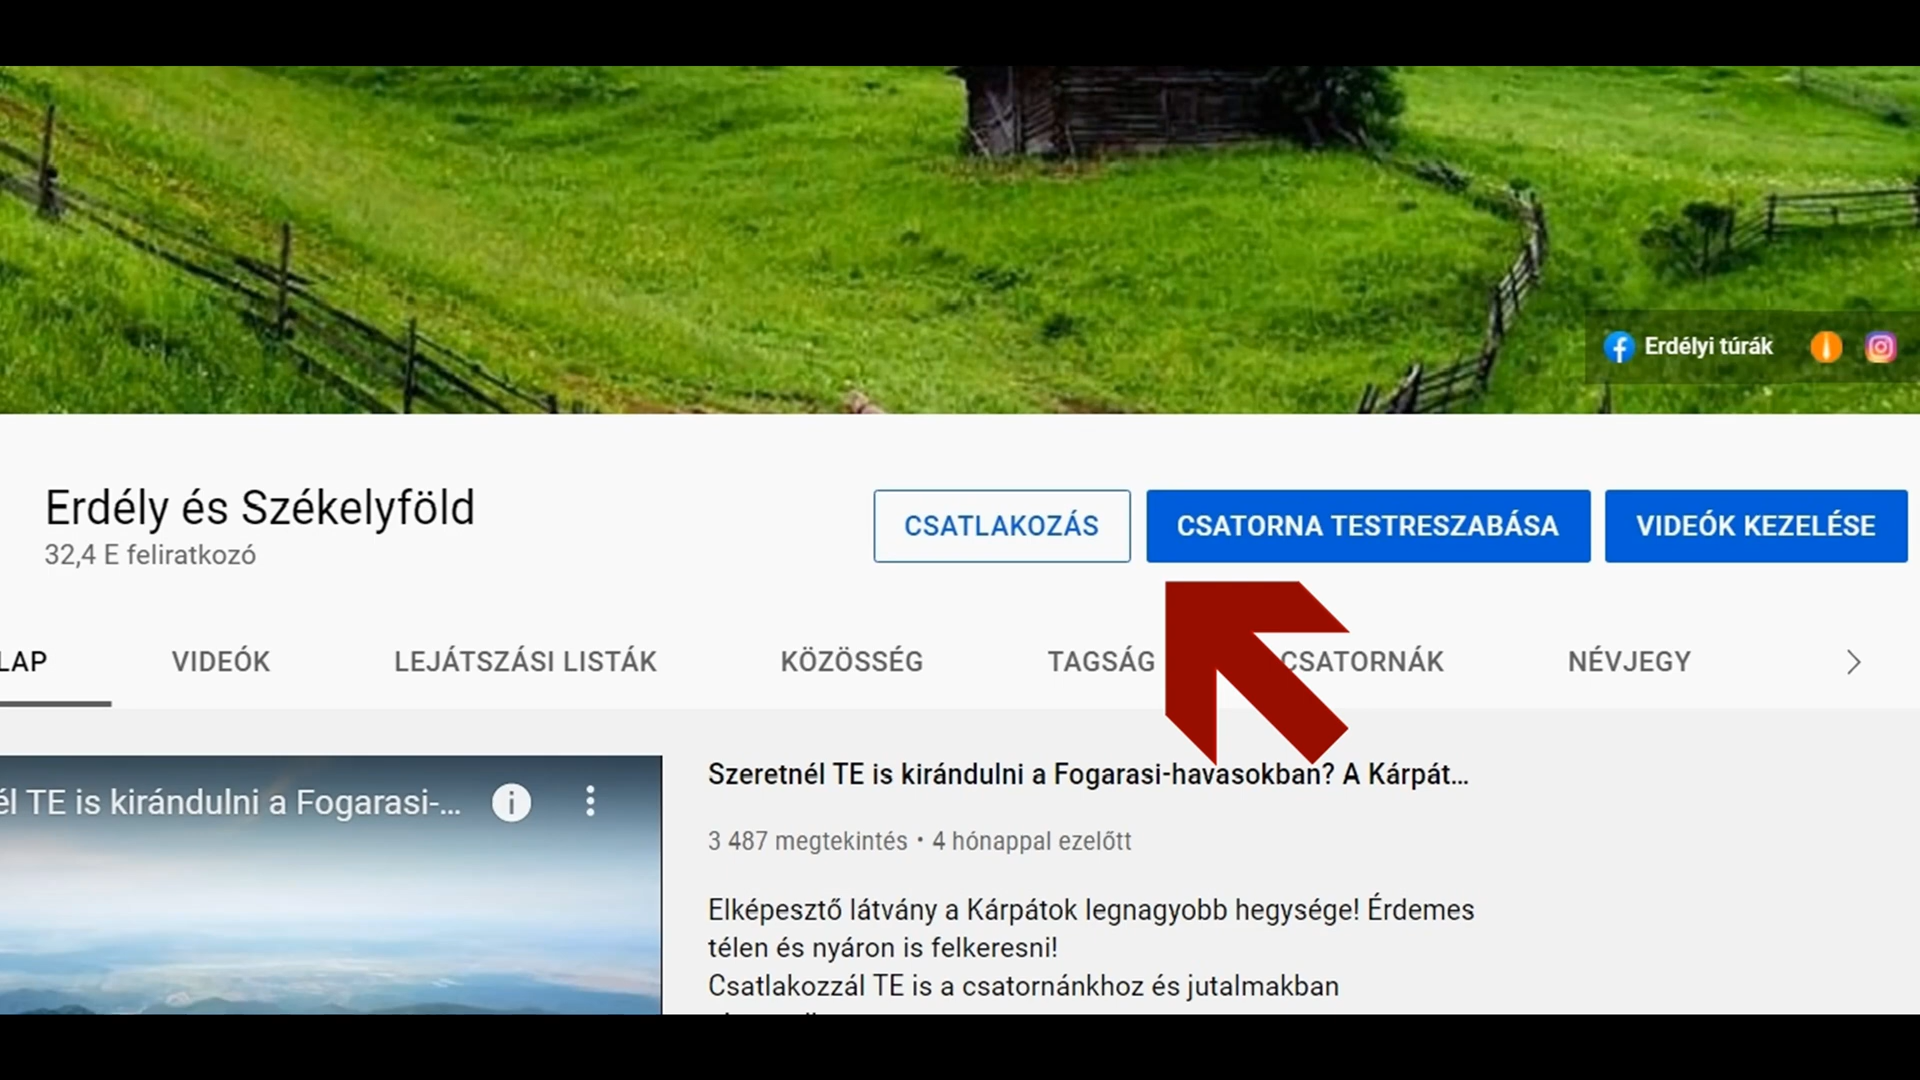 Erdélyi túrák
Erdély és Székelyföld
32,4 E feliratkozó
CSATLAKOZÁS
CSATORNA TESTRESZABÁSA
VIDEÓK KEZELÉSE
LAP
VIDEÓK
LEJÁTSZÁSI LISTÁK
KÖZÖSSÉG
TAGSÁG
CSATORNÁK
NÉVJEGY
él TE is kirándulni a Fogarasi-...
Szeretnél TE is kirándulni a Fogarasi-havasokban? A Kárpát...
3 487 megtekintés • 4 hónappal ezelőtt
Elképesztő látvány a Kárpátok legnagyobb hegysége! Érdemes
télen és nyáron is felkeresni!
Csatlakozzál TE is a csatornánkhoz és jutalmakban